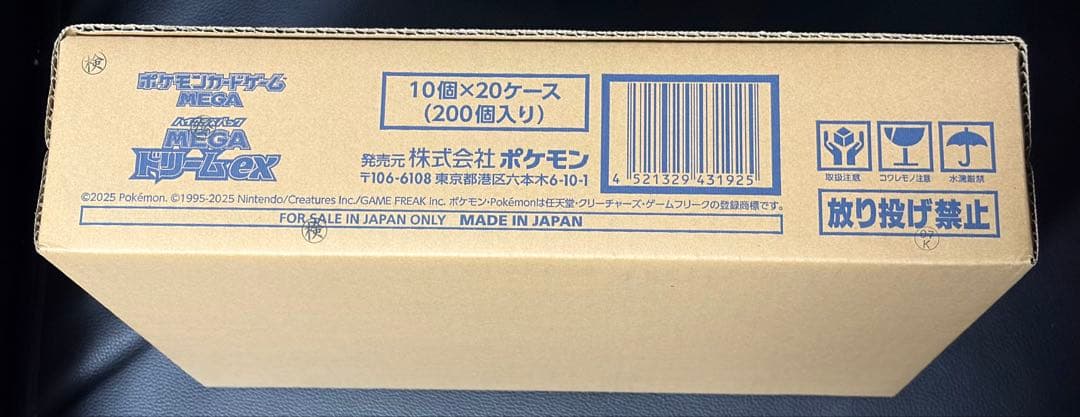 検
ポケモンカードゲーム
MEGA
ハイクラスパック
MEGA
ドリームex
10個×20ケース
(200個入り)
発売元 株式会社 ポケモン
〒106-6108 東京都港区六本木6-10-1
4 521329 431925
取扱注意
コワレモノ注意
水濡厳禁
放り投げ禁止
©2025 Pokémon. ©1995-2025 Nintendo/Creatures Inc./GAME FREAK inc. ポケモン・Pokémonは任天堂・クリーチャーズ・ゲームフリークの登録商標です。
FOR SALE IN JAPAN ONLY MADE IN JAPAN
検